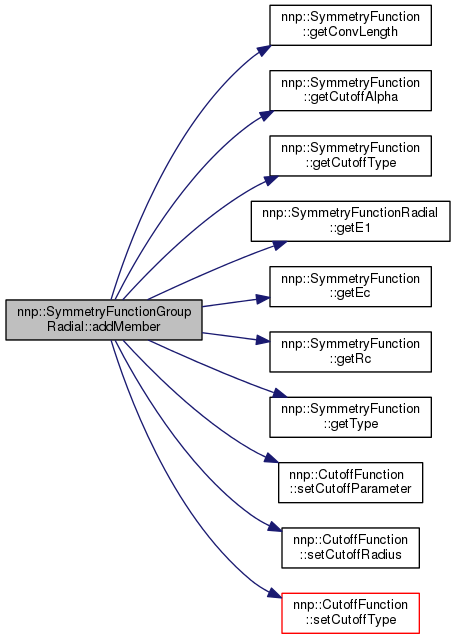 nnp::SymmetryFunction
::getConvLength
nnp::SymmetryFunction
::getCutoffAlpha
nnp::SymmetryFunction
::getCutoffType
nnp::SymmetryFunctionRadial
::getE1
nnp::SymmetryFunction
::getEc
nnp::SymmetryFunctionGroup
Radial::addMember
nnp::SymmetryFunction
::getRc
nnp::SymmetryFunction
::getType
nnp::CutoffFunction
::setCutoffParameter
nnp::CutoffFunction
::setCutoffRadius
nnp::CutoffFunction
::setCutoffType